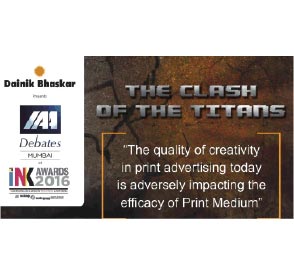 Dainik Bhaskar
Presents
IAA
Debates
MUMBAI
at
iNK AWARDS
2016
THE CLASH
OF THE TITANS
"The quality of creativity
in print advertising today
is adversely impacting the
efficacy of Print Medium"